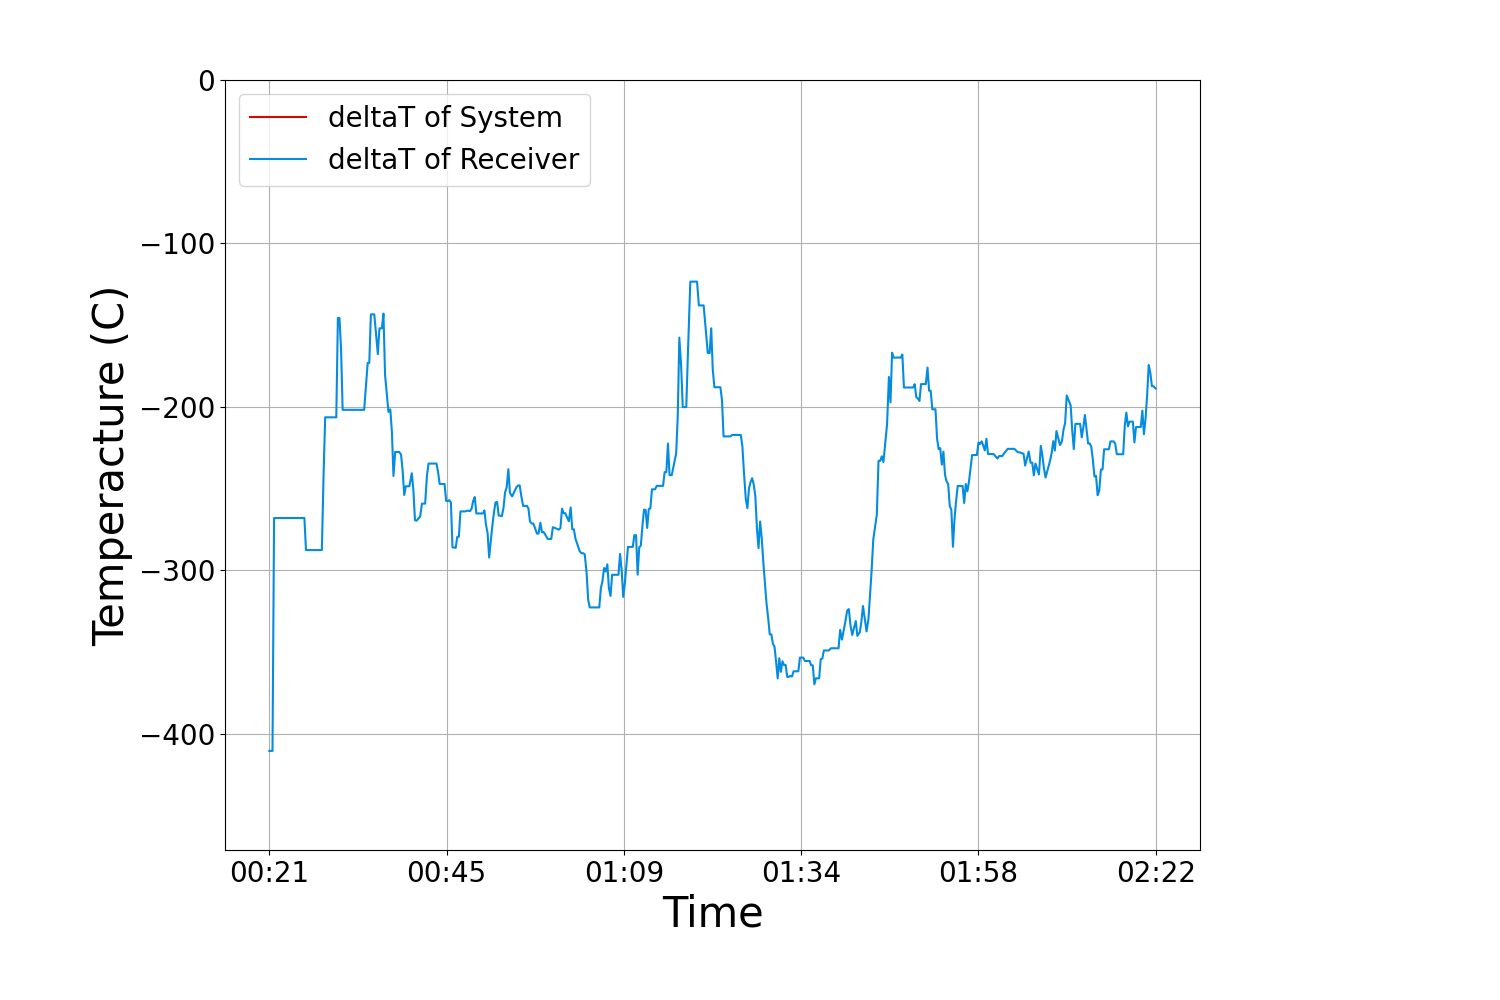 0
−100
−200
−300
−400
Temperacture (C)
deltaT of System
deltaT of Receiver
00:21 00:45 01:09 01:34 01:58 02:22
Time